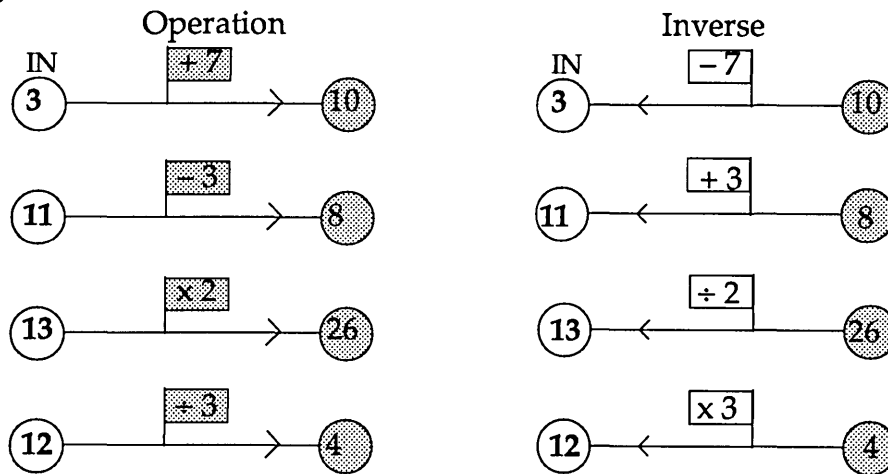 Operation Inverse
IN + 7 IN − 7
3 10 3 10
− 3 + 3
11 8 11 8
x 2 ÷ 2
13 26 13 26
÷ 3 x 3
12 4 12 4